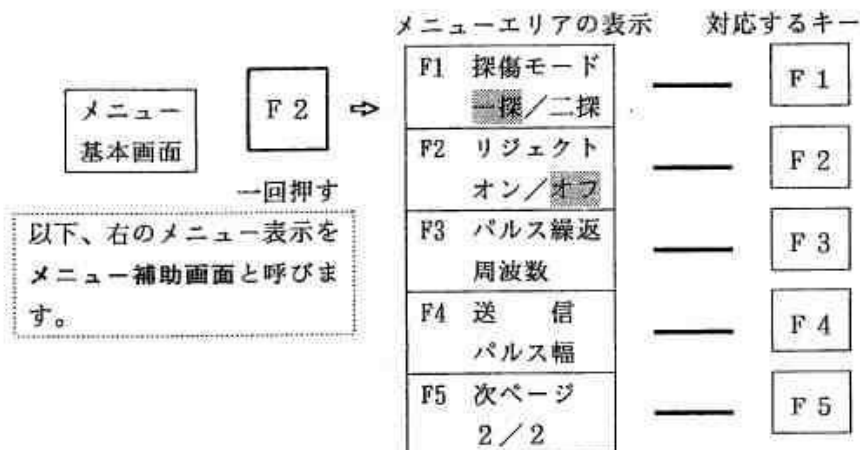 メニューエリアの表示　対応するキー
メニュー
基本画面
F 2
⇨
一回押す
以下、右のメニュー表示を
メニュー補助画面と呼びま
す。
F1 探傷モード
一探／二探
F2 リジェクト
オン／オフ
F3 パルス繰返
周波数
F4 送　信
パルス幅
F5 次ページ
2／2
F 1
F 2
F 3
F 4
F 5